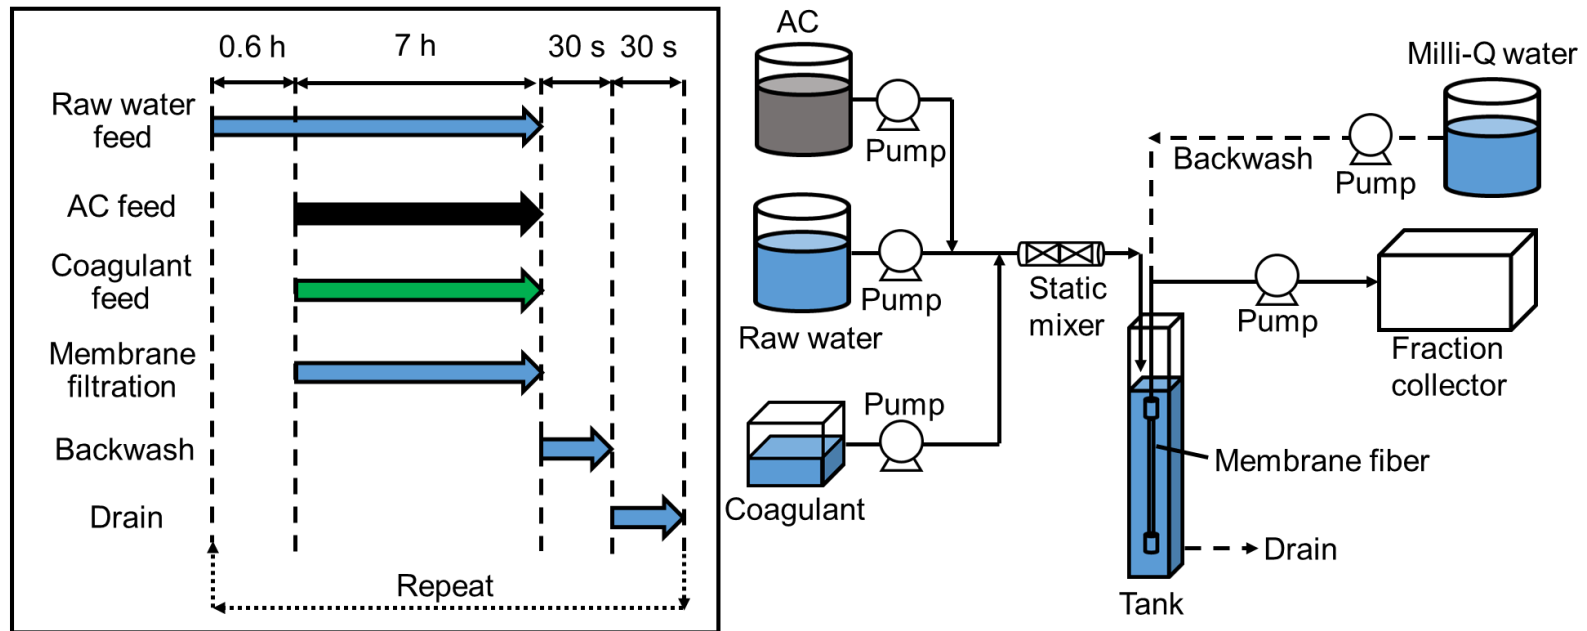 0.6 h
7 h
30 s
30 s
Raw water
feed
AC feed
Coagulant
feed
Membrane
filtration
Backwash
Drain
Repeat
AC
Pump
Raw water
Pump
Coagulant
Pump
Static
mixer
Milli-Q water
Backwash
Pump
Pump
Fraction
collector
Membrane fiber
Drain
Tank